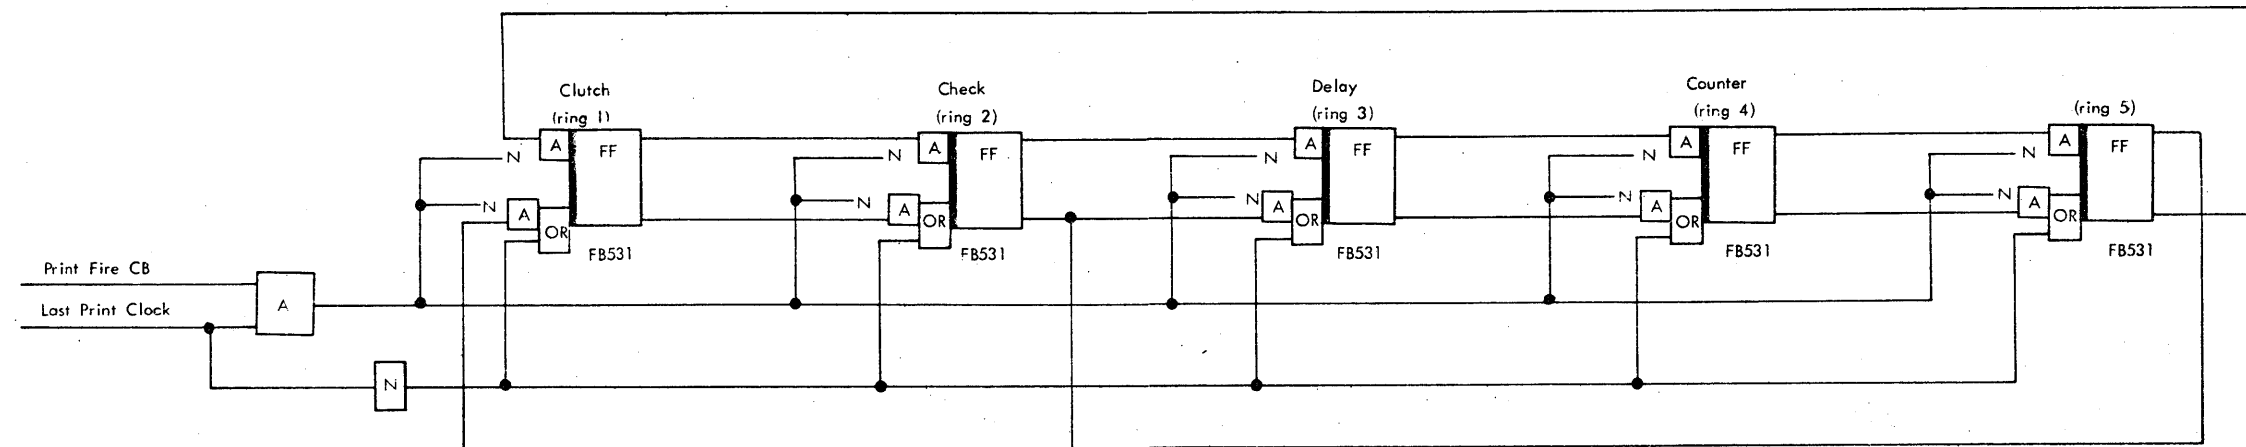 Clutch
(ring 1)
Check
(ring 2)
Delay
(ring 3)
Counter
(ring 4)
(ring 5)
A
FF
A
FF
A
FF
A
FF
A
FF
N
N
N
N
N
N
A
OR
N
A
OR
N
A
OR
N
A
OR
N
A
OR
FB531
FB531
FB531
FB531
FB531
Print Fire CB
A
Last Print Clock
N